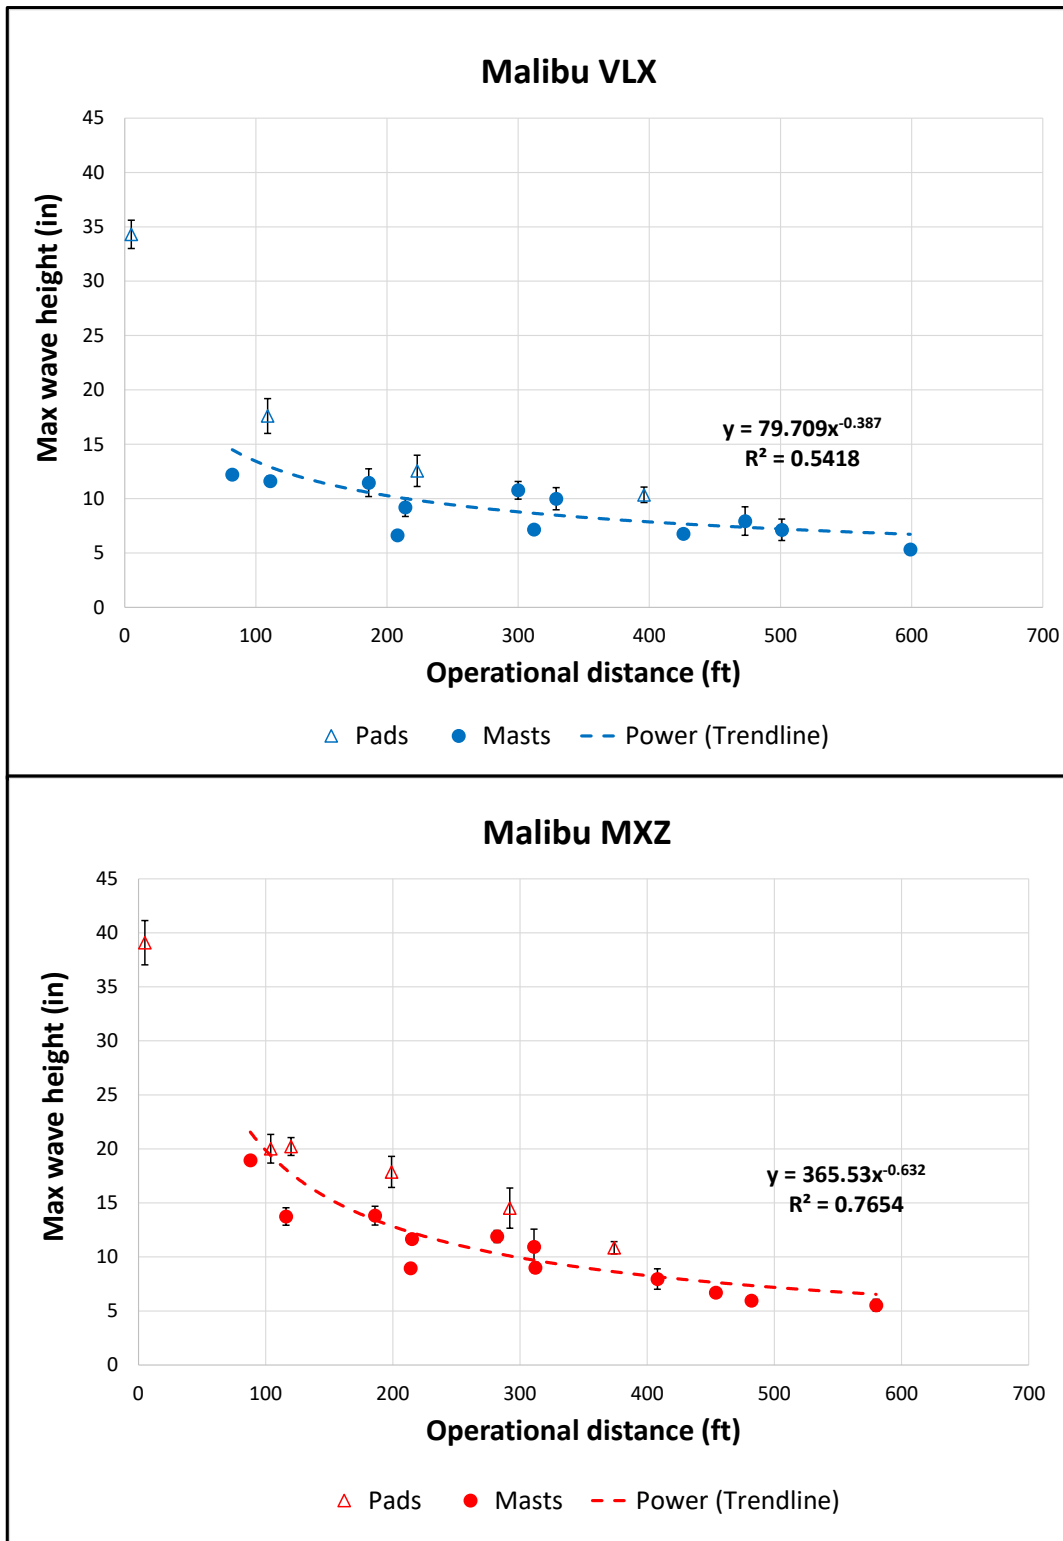 Malibu VLX
45
40
35
30
25
20
15
10
5
0
Max wave height (in)
y = 79.709x^-0.387
R² = 0.5418
0 100 200 300 400 500 600 700
Operational distance (ft)
Pads Masts Power (Trendline)
Malibu MXZ
45
40
35
30
25
20
15
10
5
0
Max wave height (in)
y = 365.53x^-0.632
R² = 0.7654
0 100 200 300 400 500 600 700
Operational distance (ft)
Pads Masts Power (Trendline)